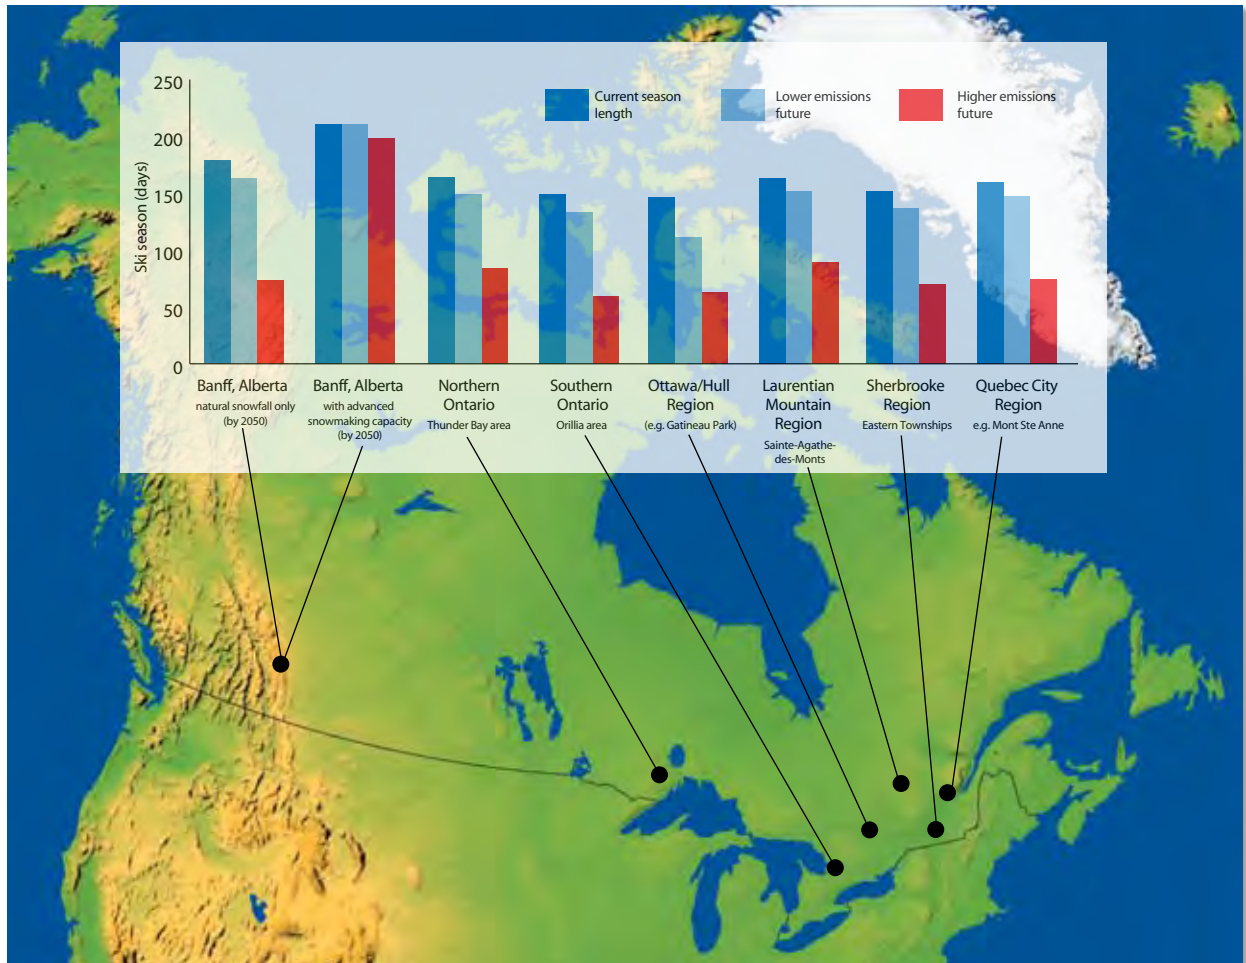 250
200
150
100
50
0
Ski season (days)
Current season
length
Lower emissions
future
Higher emissions
future
Banff, Alberta
natural snowfall only
(by 2050)
Banff, Alberta
with advanced
snowmaking capacity
(by 2050)
Northern
Ontario
Thunder Bay area
Southern
Ontario
Orillia area
Ottawa/Hull
Region
(e.g. Gatineau Park)
Laurentian
Mountain
Region
Sainte-Agathe-
des-Monts
Sherbrooke
Region
Eastern Townships
Quebec City
Region
e.g. Mont Ste Anne